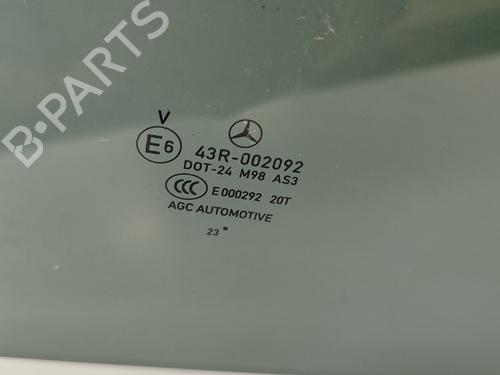 B-PARTS
V
E6
43R-002092
DOT-24 M98 AS3
CCC E000292 20T
AGC AUTOMOTIVE
23